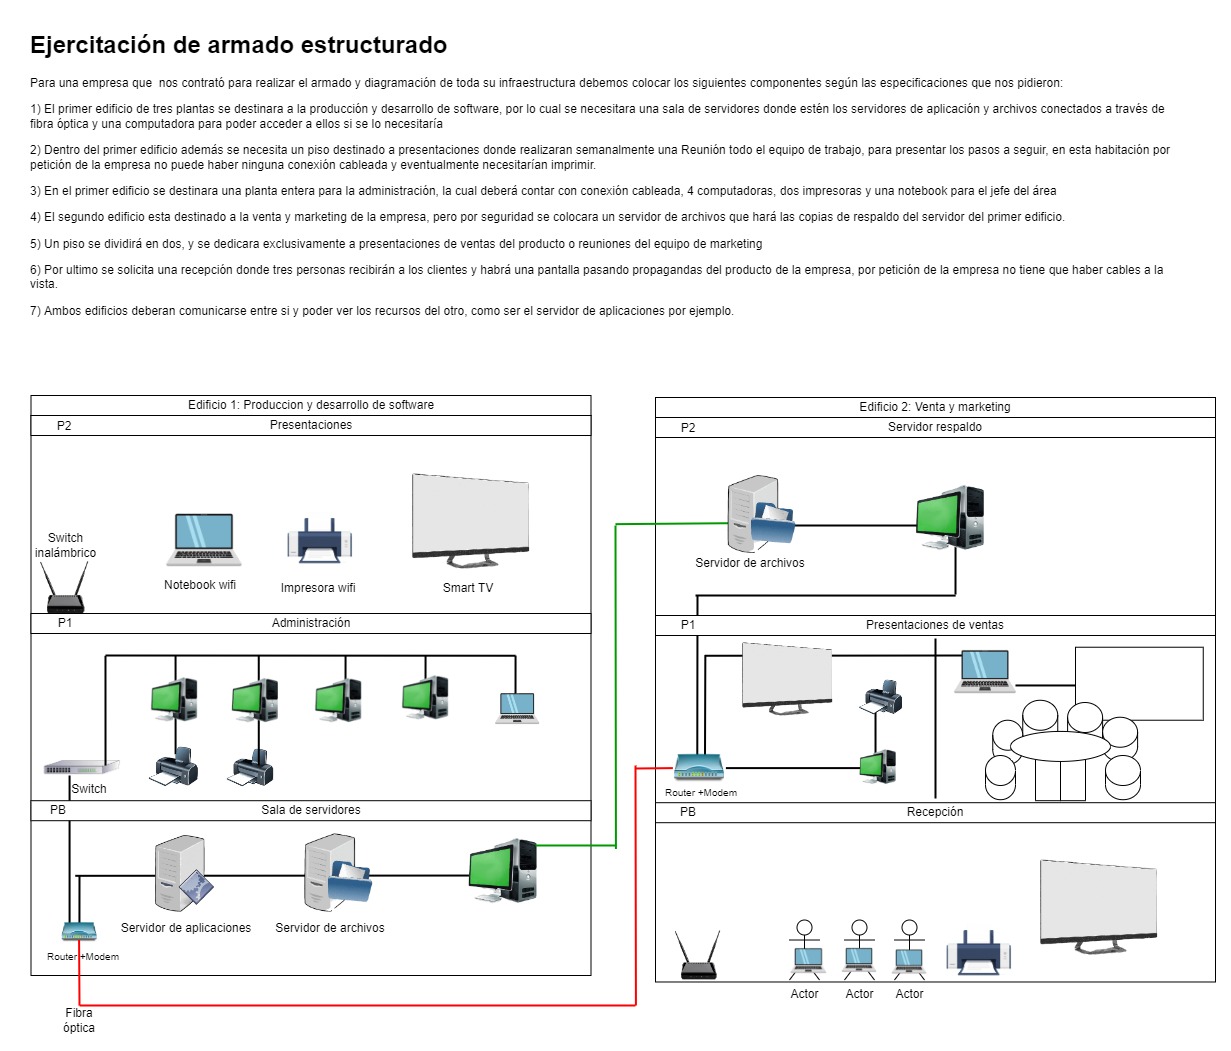 Ejercitación de armado estructurado
Para una empresa que  nos contrató para realizar el armado y diagramación de toda su infraestructura debemos colocar los siguientes componentes según las especificaciones que nos pidieron:
1) El primer edificio de tres plantas se destinara a la producción y desarrollo de software, por lo cual se necesitara una sala de servidores donde estén los servidores de aplicación y archivos conectados a través de
fibra óptica y una computadora para poder acceder a ellos si se lo necesitaría
2) Dentro del primer edificio además se necesita un piso destinado a presentaciones donde realizaran semanalmente una Reunión todo el equipo de trabajo, para presentar los pasos a seguir, en esta habitación por
petición de la empresa no puede haber ninguna conexión cableada y eventualmente necesitarían imprimir.
3) En el primer edificio se destinara una planta entera para la administración, la cual deberá contar con conexión cableada, 4 computadoras, dos impresoras y una notebook para el jefe del área
4) El segundo edificio esta destinado a la venta y marketing de la empresa, pero por seguridad se colocara un servidor de archivos que hará las copias de respaldo del servidor del primer edificio.
5) Un piso se dividirá en dos, y se dedicara exclusivamente a presentaciones de ventas del producto o reuniones del equipo de marketing
6) Por ultimo se solicita una recepción donde tres personas recibirán a los clientes y habrá una pantalla pasando propagandas del producto de la empresa, por petición de la empresa no tiene que haber cables a la
vista.
7) Ambos edificios deberan comunicarse entre si y poder ver los recursos del otro, como ser el servidor de aplicaciones por ejemplo.
Edificio 1: Produccion y desarrollo de software
P2 Presentaciones
Switch
inalámbrico
Notebook wifi
Impresora wifi
Smart TV
P1 Administración
Switch
PB Sala de servidores
Servidor de aplicaciones
Servidor de archivos
Router +Modem
Fibra
óptica
Edificio 2: Venta y marketing
P2 Servidor respaldo
Servidor de archivos
P1 Presentaciones de ventas
Router +Modem
PB Recepción
Actor
Actor
Actor